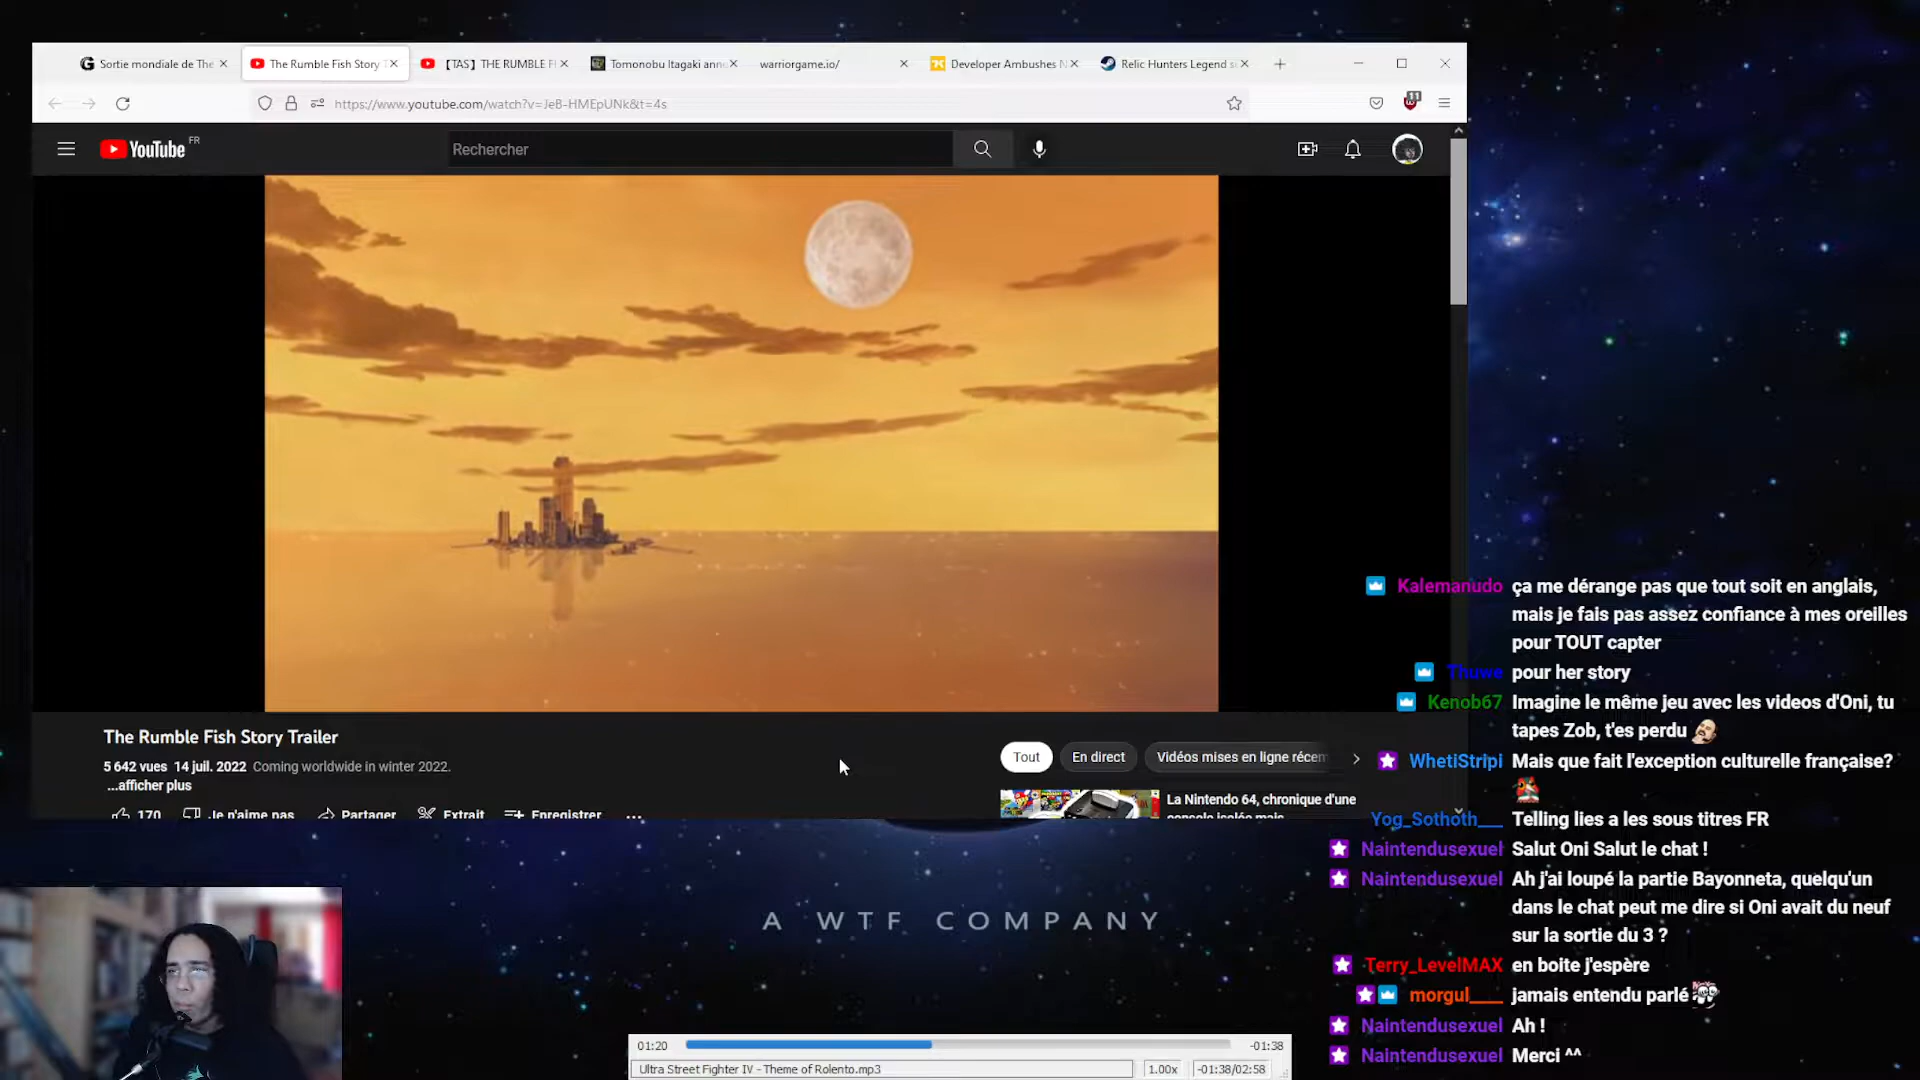 Sortie mondiale de The
The Rumble Fish Story T
【TAS】THE RUMBLE FI
Tomonobu Itagaki anne
warriorgame.io/
Developer Ambushes N
Relic Hunters Legend s
https://www.youtube.com/watch?v=JeB-HMEpUNk&t=4s
11
YouTube FR
Rechercher
The Rumble Fish Story Trailer
5 642 vues 14 juil. 2022 Coming worldwide in winter 2022.
...afficher plus
170 Je n'aime pas Partager Extrait Enregistrer ...
Tout
En direct
Vidéos mises en ligne récem
La Nintendo 64, chronique d'une
console isolée mais
Kalemanudo ça me dérange pas que tout soit en anglais,
mais je fais pas assez confiance à mes oreilles
pour TOUT capter
Thuwe pour her story
Kenob67 Imagine le même jeu avec les videos d'Oni, tu
tapes Zob, t'es perdu
WhetiStripi Mais que fait l'exception culturelle française?
Yog_Sothoth___ Telling lies a les sous titres FR
Naintendusexuel Salut Oni Salut le chat !
Naintendusexuel Ah j'ai loupé la partie Bayonneta, quelqu'un
dans le chat peut me dire si Oni avait du neuf
sur la sortie du 3 ?
Terry_LevelMAX en boite j'espère
morgul____ jamais entendu parlé
Naintendusexuel Ah !
Naintendusexuel Merci ^^
A WTF COMPANY
01:20
-01:38
Ultra Street Fighter IV - Theme of Rolento.mp3
1.00x
-01:38/02:58